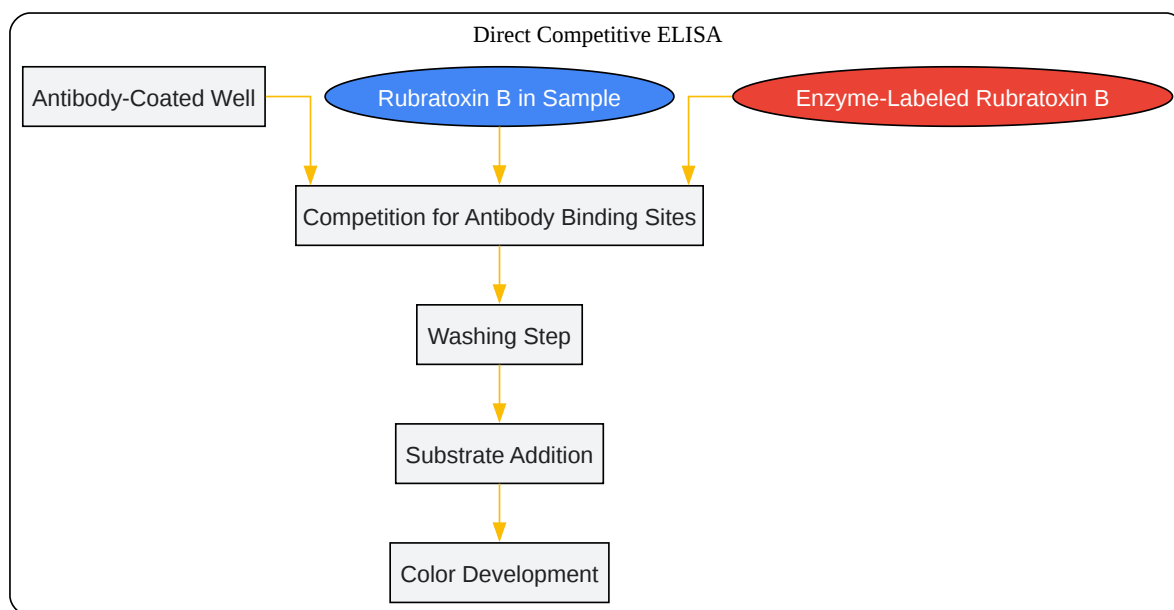 Direct Competitive ELISA
Antibody-Coated Well
Rubratoxin B in Sample
Enzyme-Labeled Rubratoxin B
Competition for Antibody Binding Sites
Washing Step
Substrate Addition
Color Development